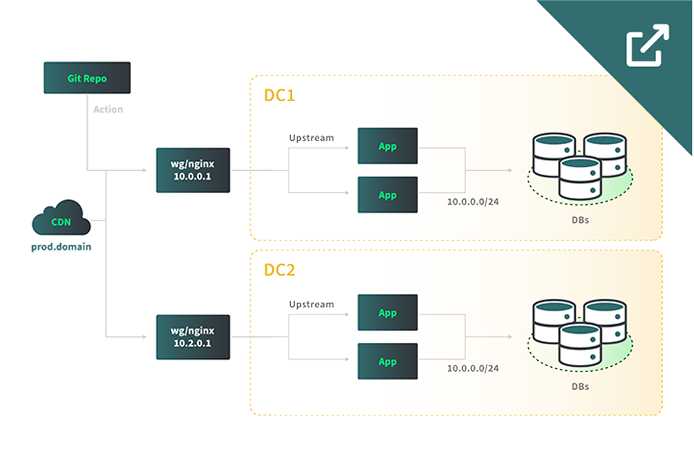 Git Repo
Action
CDN
prod.domain
wg/nginx
10.0.0.1
DC1
Upstream
App
App
10.0.0.0/24
DBs
wg/nginx
10.2.0.1
DC2
Upstream
App
App
10.0.0.0/24
DBs